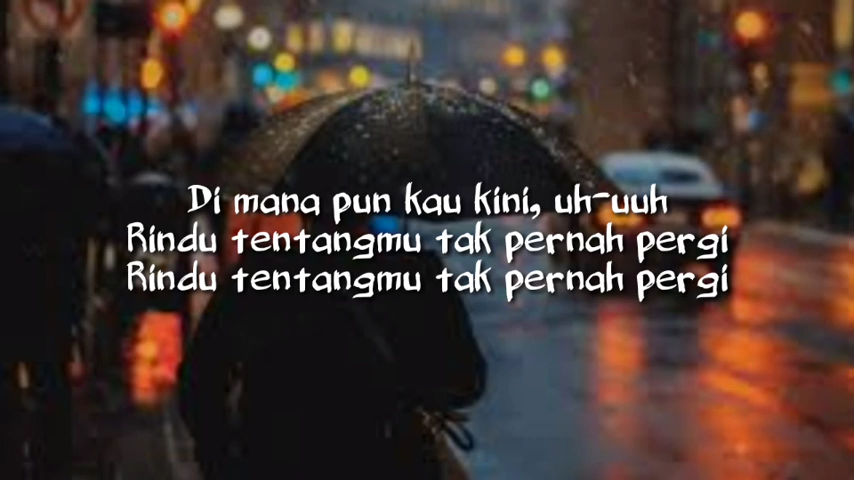 Di mana pun kau kini, uh-uuh
Rindu tentangmu tak pernah pergi
Rindu tentangmu tak pernah pergi